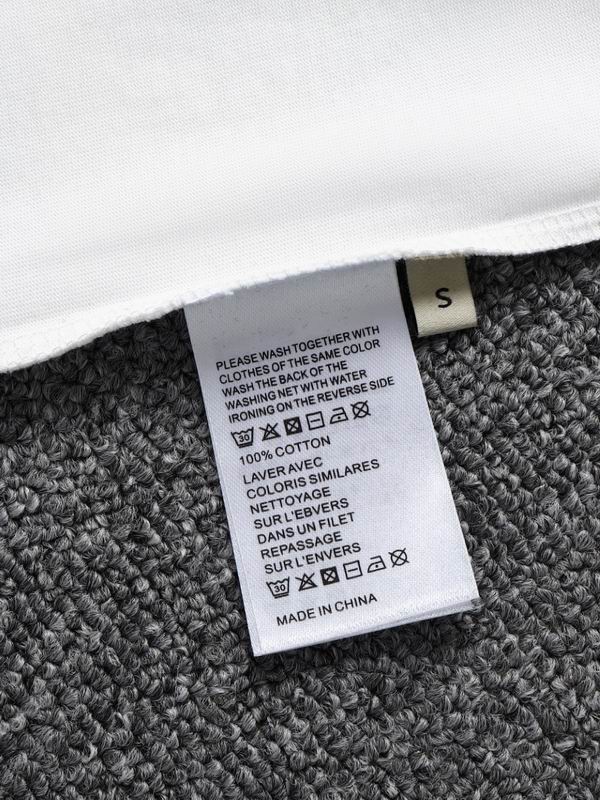 S
PLEASE WASH TOGETHER WITH
CLOTHES OF THE SAME COLOR
WASH THE BACK OF THE
WASHING NET WITH WATER
IRONING ON THE REVERSE SIDE
30
100% COTTON
LAVER AVEC
COLORIS SIMILARES
NETTOYAGE
SUR L'EBVERS
DANS UN FILET
REPASSAGE
SUR L'ENVERS
30
MADE IN CHINA